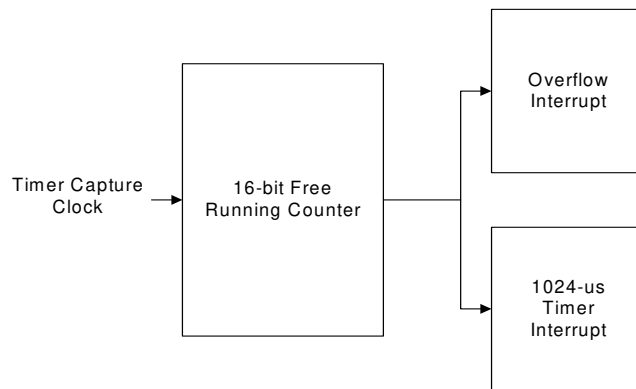 Timer Capture
Clock
16-bit Free
Running Counter
Overflow
Interrupt
1024-us
Timer
Interrupt